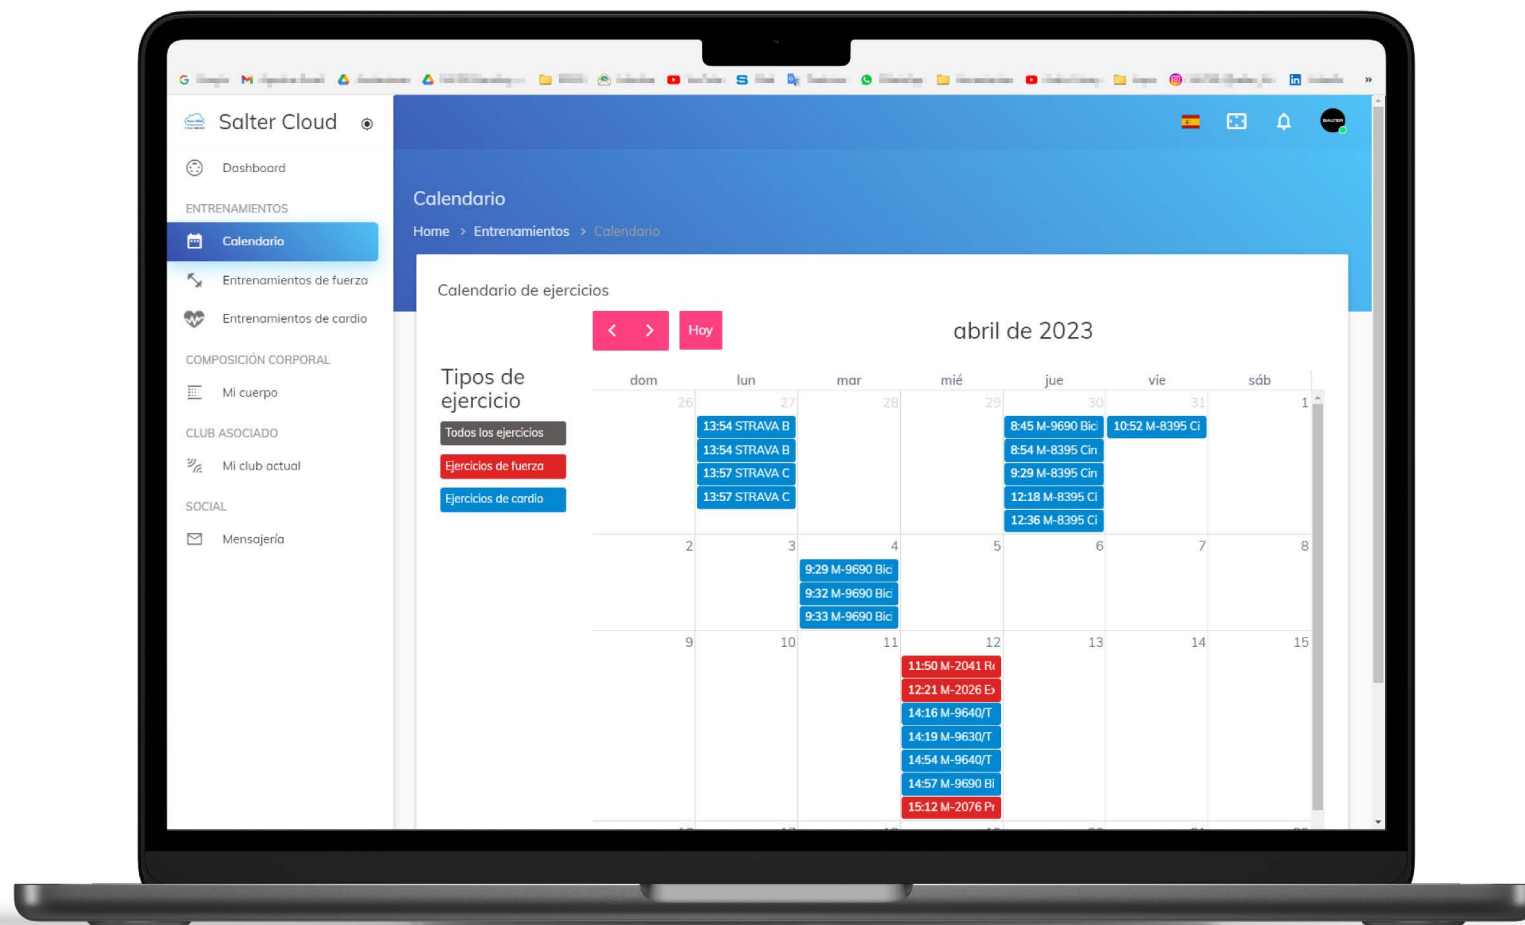 Salter Cloud
Dashboard
ENTRENAMIENTOS
Calendario
Entrenamientos de fuerza
Entrenamientos de cardio
COMPOSICIÓN CORPORAL
Mi cuerpo
CLUB ASOCIADO
Mi club actual
SOCIAL
Mensajería
SALTER
Calendario
Home > Entrenamientos > Calendario
Calendario de ejercicios
< > Hoy
abril de 2023
Tipos de
ejercicio
Todos los ejercicios
Ejercicios de fuerza
Ejercicios de cardio
dom lun mar mié jue vie sáb
26 27 28 29 30 31 1
13:54 STRAVA B
13:54 STRAVA B
13:57 STRAVA C
13:57 STRAVA C
8:45 M-9690 Bici
8:54 M-8395 Cin
9:29 M-8395 Cin
12:18 M-8395 Ci
12:36 M-8395 Ci
10:52 M-8395 Ci
2 3 4 5 6 7 8
9:29 M-9690 Bici
9:32 M-9690 Bici
9:33 M-9690 Bici
9 10 11 12 13 14 15
11:50 M-2041 Re
12:21 M-2026 Ex
14:16 M-9640/T
14:19 M-9630/T
14:54 M-9640/T
14:57 M-9690 Bi
15:12 M-2076 Pr